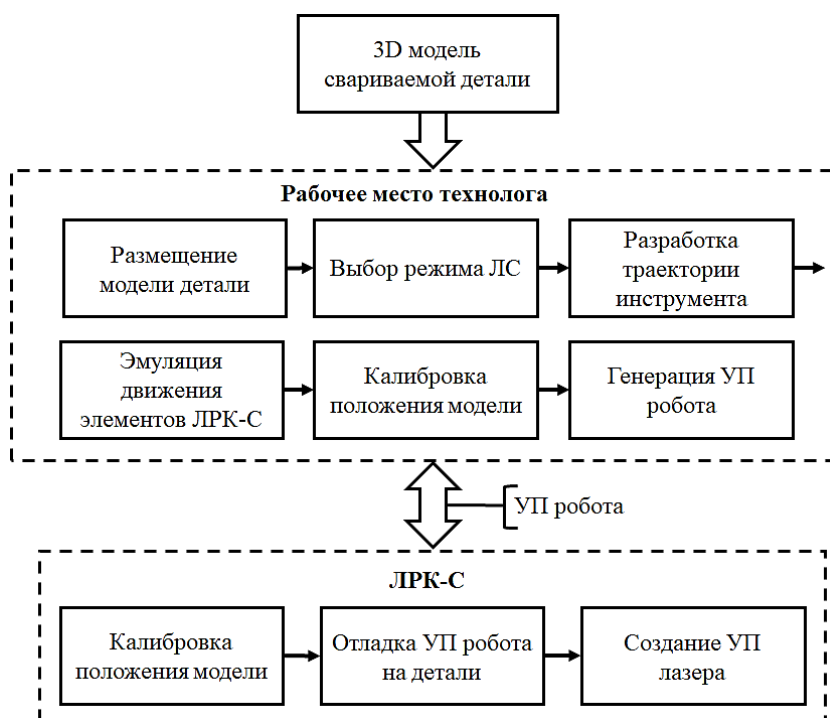 3D модель
свариваемой детали
Рабочее место технолога
Размещение
модели детали
Выбор режима ЛС
Разработка
траектории
инструмента
Эмуляция
движения
элементов ЛРК-С
Калибровка
положения модели
Генерация УП
робота
УП робота
ЛРК-С
Калибровка
положения модели
Отладка УП робота
на детали
Создание УП
лазера